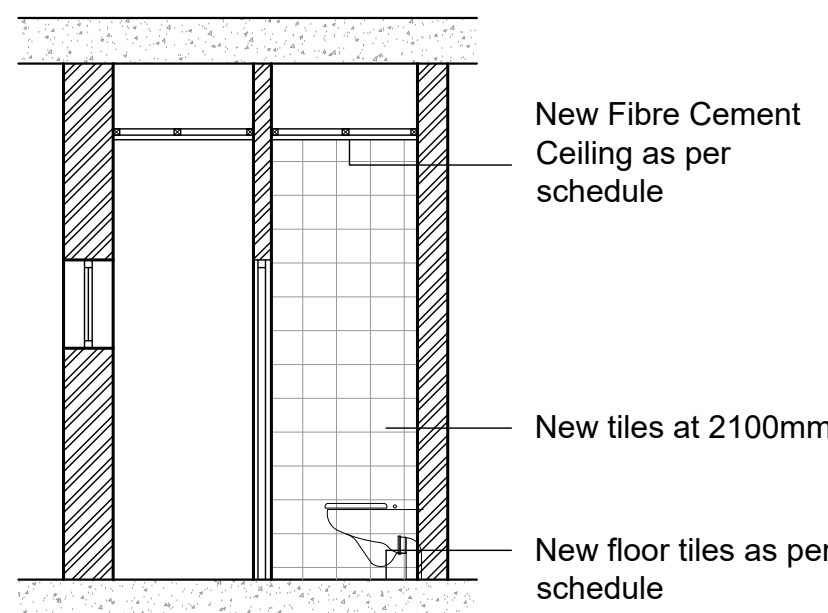 New Fibre Cement
Ceiling as per
schedule
New tiles at 2100mm
New floor tiles as per
schedule